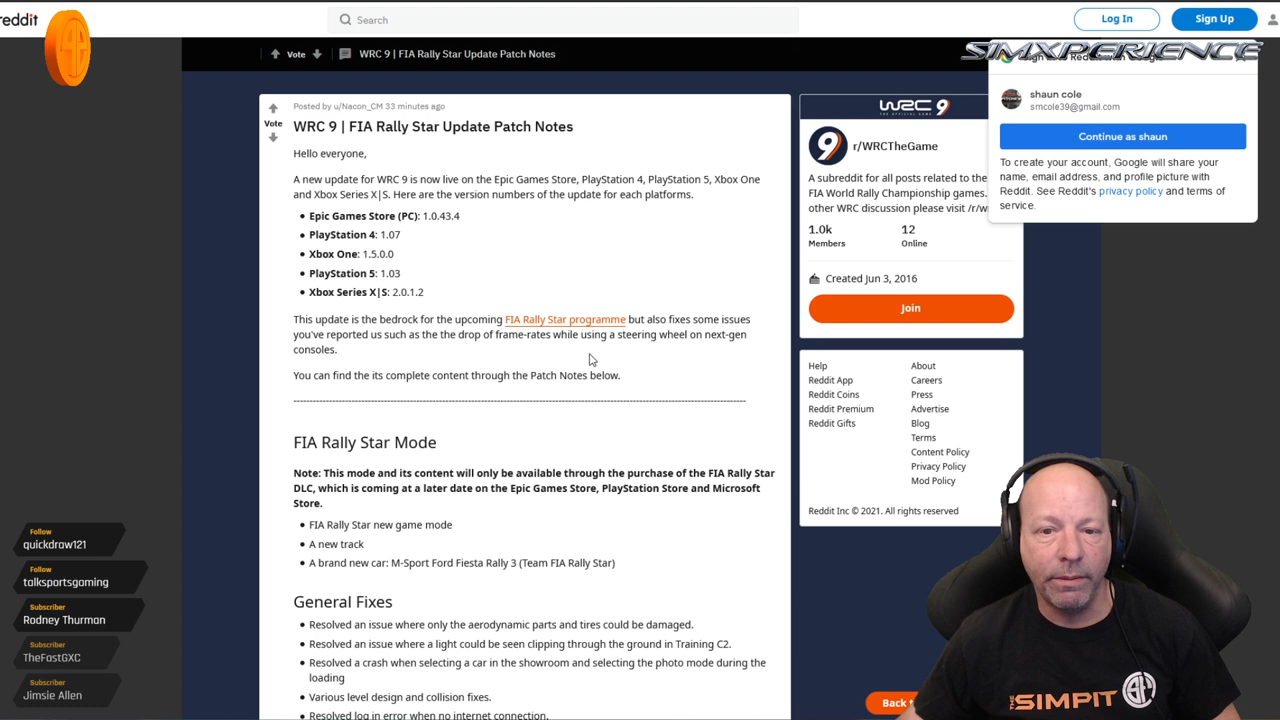 reddit
Search
Log In
Sign Up
SIMXPERIENCE
Vote
WRC 9 | FIA Rally Star Update Patch Notes
shaun cole
smcole39@gmail.com
Continue as shaun
To create your account, Google will share your
name, email address, and profile picture with
Reddit. See Reddit's privacy policy and terms of
service.
Vote
Posted by u/Nacon_CM 33 minutes ago
WRC 9 | FIA Rally Star Update Patch Notes
Hello everyone,
A new update for WRC 9 is now live on the Epic Games Store, PlayStation 4, PlayStation 5, Xbox One
and Xbox Series X|S. Here are the version numbers of the update for each platforms.
• Epic Games Store (PC): 1.0.43.4
• PlayStation 4: 1.07
• Xbox One: 1.5.0.0
• PlayStation 5: 1.03
• Xbox Series X|S: 2.0.1.2
This update is the bedrock for the upcoming FIA Rally Star programme but also fixes some issues
you've reported us such as the the drop of frame-rates while using a steering wheel on next-gen
consoles.
You can find the its complete content through the Patch Notes below.
--------------------------------------------------------------------------------------------------------------
FIA Rally Star Mode
Note: This mode and its content will only be available through the purchase of the FIA Rally Star
DLC, which is coming at a later date on the Epic Games Store, PlayStation Store and Microsoft
Store.
• FIA Rally Star new game mode
• A new track
• A brand new car: M-Sport Ford Fiesta Rally 3 (Team FIA Rally Star)
General Fixes
• Resolved an issue where only the aerodynamic parts and tires could be damaged.
• Resolved an issue where a light could be seen clipping through the ground in Training C2.
• Resolved a crash when selecting a car in the showroom and selecting the photo mode during the
loading
• Various level design and collision fixes.
• Resolved log in error when no internet connection.
WRC 9
THE OFFICIAL GAME
9
r/WRCTheGame
A subreddit for all posts related to the
FIA World Rally Championship games.
other WRC discussion please visit /r/w
1.0k
Members
12
Online
Created Jun 3, 2016
Join
Help
Reddit App
Reddit Coins
Reddit Premium
Reddit Gifts
About
Careers
Press
Advertise
Blog
Terms
Content Policy
Privacy Policy
Mod Policy
Reddit Inc © 2021. All rights reserved
Back
Follow
quickdraw121
Follow
talksportsgaming
Subscriber
Rodney Thurman
Subscriber
TheFastGXC
Subscriber
Jimsie Allen
THE SIMPIT